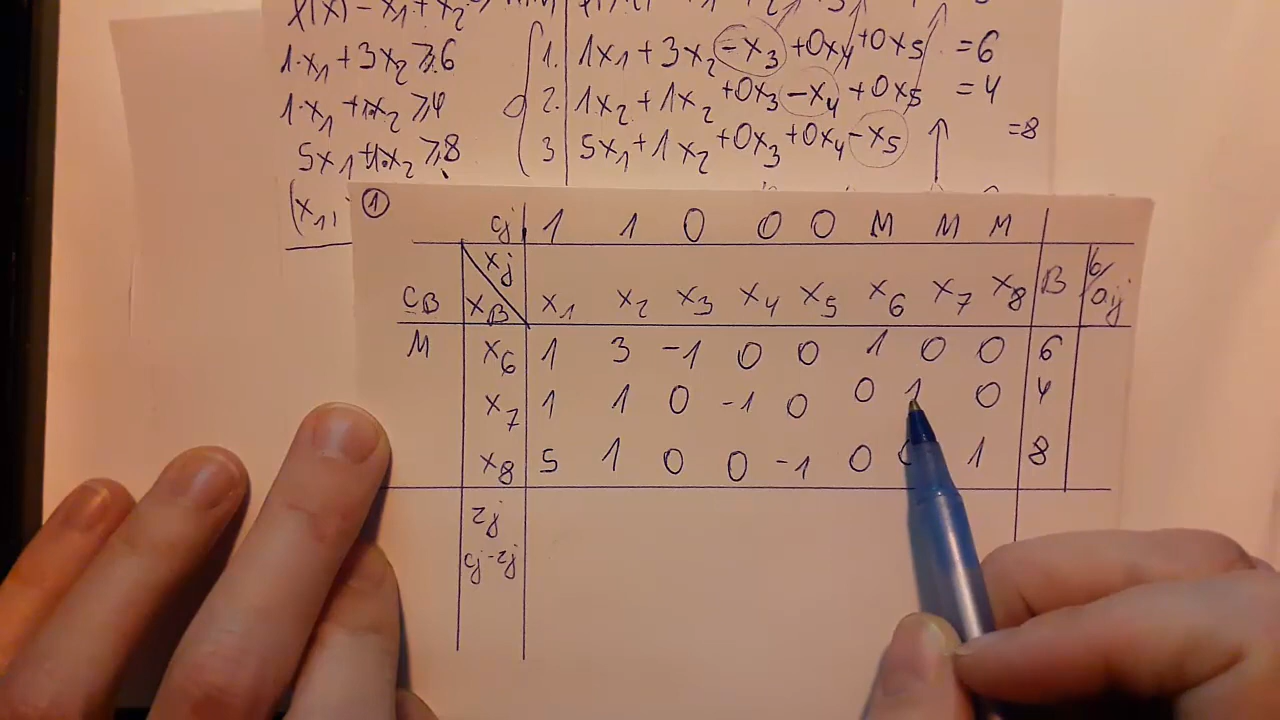 1·x₁ + 3x₂ ≥ 6
1·x₁ + 1·x₂ ≥ 4
5x₁ + 1·x₂ ≥ 8
(x₁,
1. 1x₁ + 3x₂ -x₃ +0x₄ +0x₅ =6
2. 1x₂ + 1x₂ +0x₃ -x₄ +0x₅ =4
3 5x₁ + 1x₂ +0x₃ +0x₄ -x₅ =8
①
cj 1 1 0 0 0 M M M
CB xj XB x₁ x₂ x₃ x₄ x₅ x₆ x₇ x₈ B b/aij
M x₆ 1 3 -1 0 0 1 0 0 6
x₇ 1 1 0 -1 0 0 1 0 4
x₈ 5 1 0 0 -1 0 1 8
zj
cj-zj